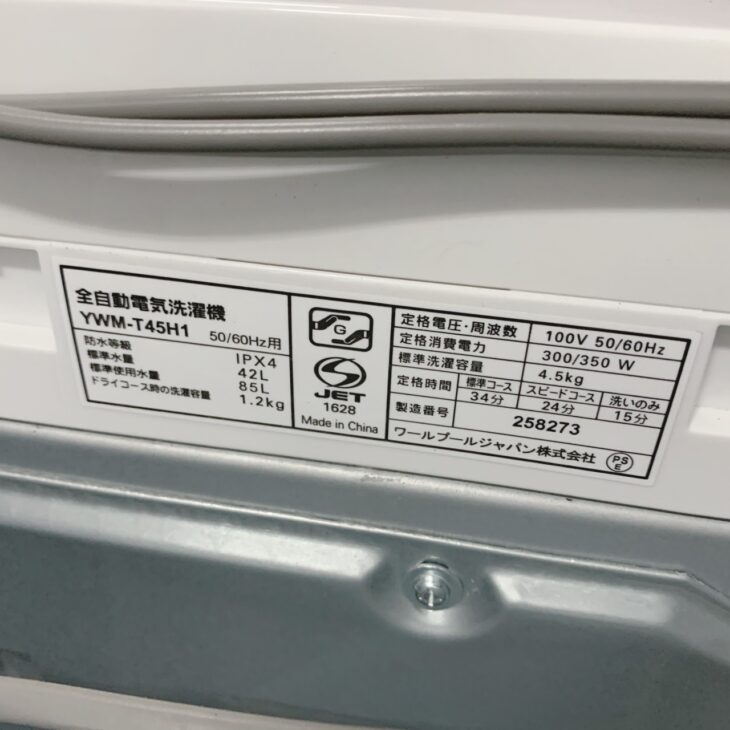 全自動電気洗濯機
YWM-T45H1 50/60Hz用
防水等級 IPX4
標準水量 42L
標準使用水量 85L
ドライコース時の洗濯容量 1.2kg
G
S
JET
1628
Made in China
定格電圧・周波数 100V 50/60Hz
定格消費電力 300/350 W
標準洗濯容量 4.5kg
定格時間 標準コース 34分 スピードコース 24分 洗いのみ 15分
製造番号 258273
ワールプールジャパン株式会社 PSE